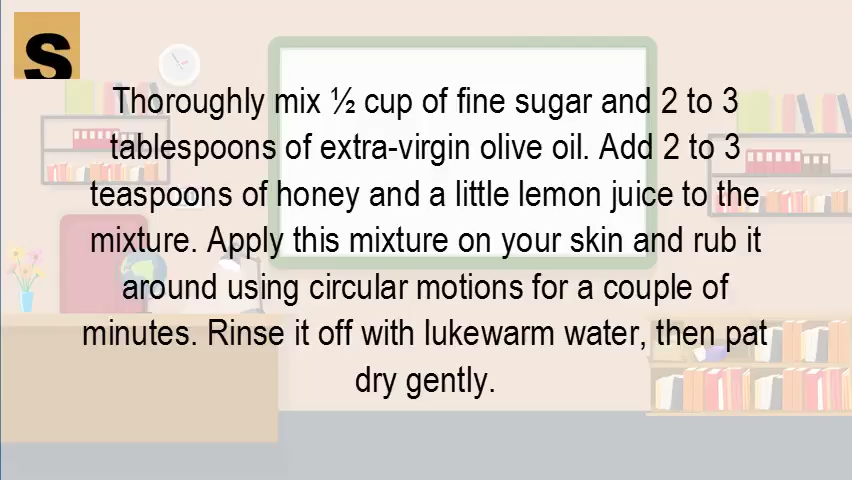 S
Thoroughly mix ½ cup of fine sugar and 2 to 3
tablespoons of extra-virgin olive oil. Add 2 to 3
teaspoons of honey and a little lemon juice to the
mixture. Apply this mixture on your skin and rub it
around using circular motions for a couple of
minutes. Rinse it off with lukewarm water, then pat
dry gently.